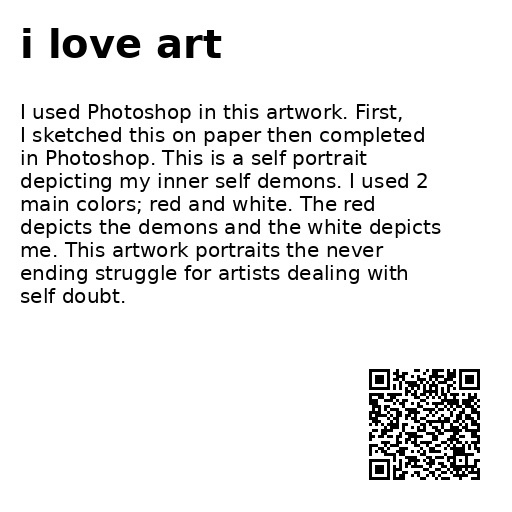 i love art
I used Photoshop in this artwork. First,
I sketched this on paper then completed
in Photoshop. This is a self portrait
depicting my inner self demons. I used 2
main colors; red and white. The red
depicts the demons and the white depicts
me. This artwork portraits the never
ending struggle for artists dealing with
self doubt.